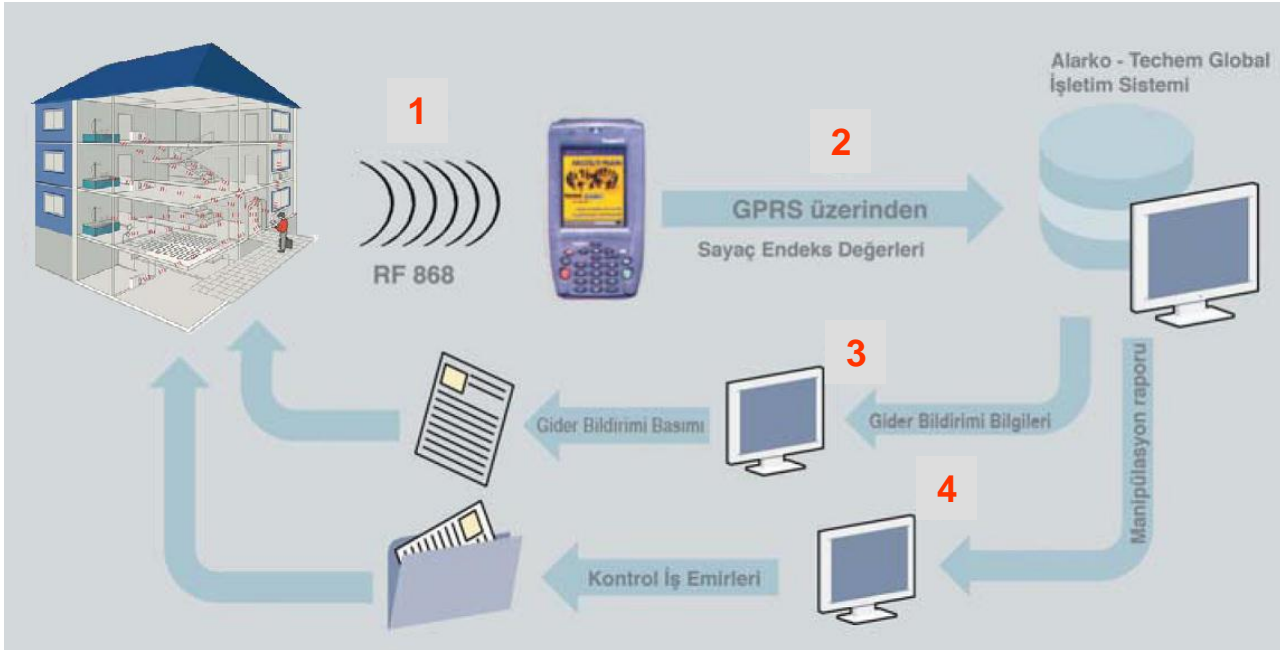 1
2
Alarko - Techem Global
İşletim Sistemi
RF 868
GPRS üzerinden
Sayaç Endeks Değerleri
3
Gider Bildirimi Basımı
Gider Bildirimi Bilgileri
Manipülasyon raporu
4
Kontrol İş Emirleri